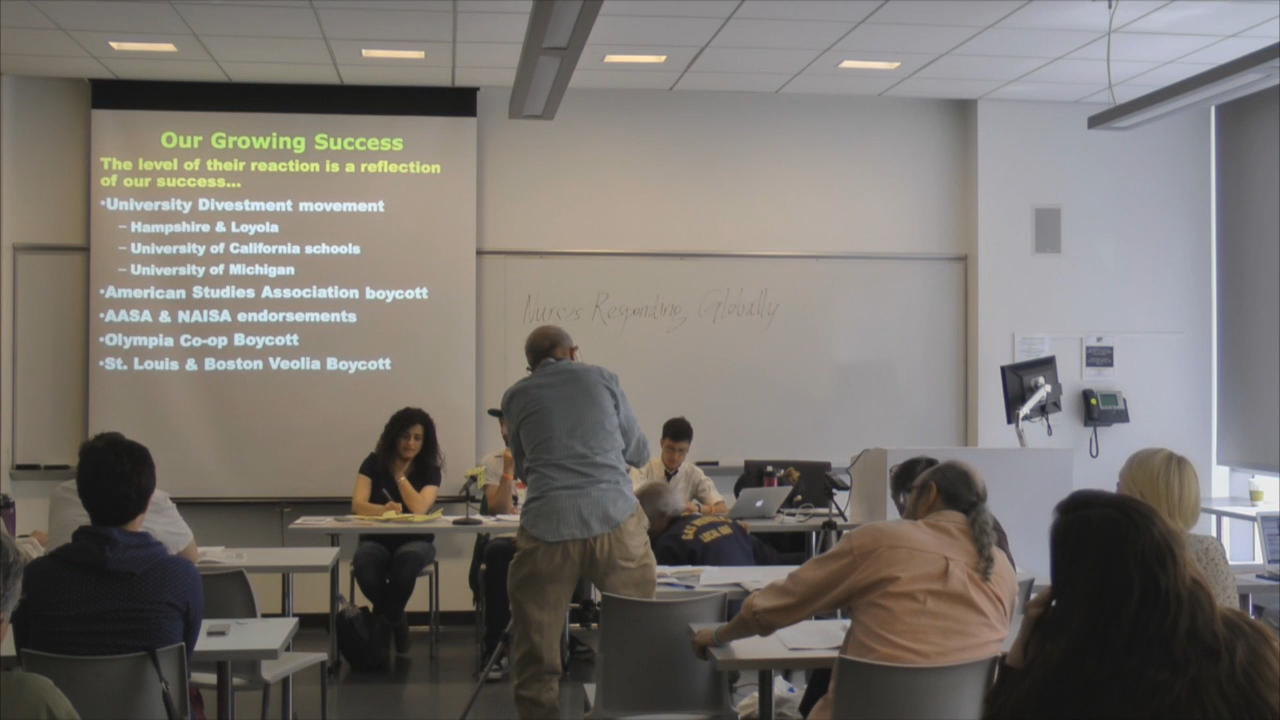 Our Growing Success
The level of their reaction is a reflection
of our success...
•University Divestment movement
– Hampshire & Loyola
– University of California schools
– University of Michigan
•American Studies Association boycott
•AASA & NAISA endorsements
•Olympia Co-op Boycott
•St. Louis & Boston Veolia Boycott
Nurses Responding Globally